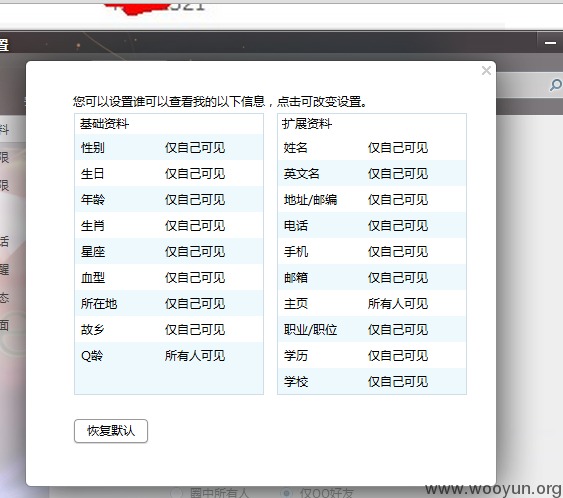 置
您可以设置谁可以查看我的以下信息，点击可改变设置。
基础资料
性别 仅自己可见
生日 仅自己可见
年龄 仅自己可见
生肖 仅自己可见
星座 仅自己可见
血型 仅自己可见
所在地 仅自己可见
故乡 仅自己可见
Q龄 所有人可见
扩展资料
姓名 仅自己可见
英文名 仅自己可见
地址/邮编 仅自己可见
电话 仅自己可见
手机 仅自己可见
邮箱 仅自己可见
主页 所有人可见
职业/职位 仅自己可见
学历 仅自己可见
学校 仅自己可见
恢复默认
料
限
限
话
醒
态
面
仅QQ好友
www.wooyun.org